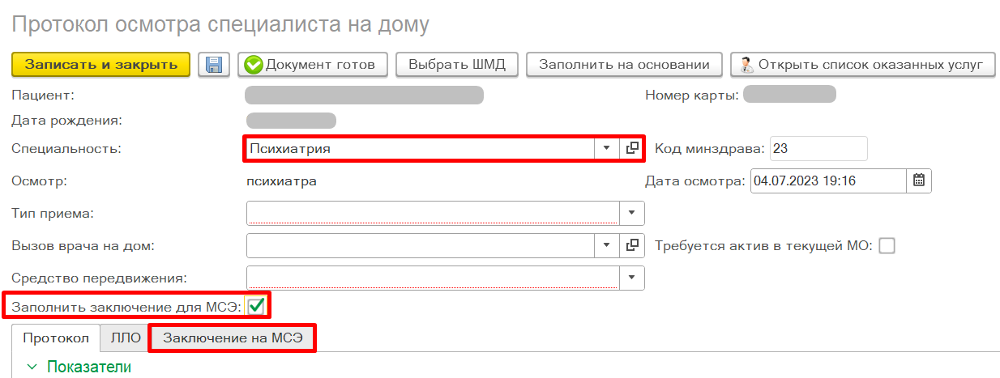 Протокол осмотра специалиста на дому
Записать и закрыть Документ готов Выбрать ШМД Заполнить на основании Открыть список оказанных услуг
Пациент: Номер карты:
Дата рождения:
Специальность: Психиатрия Код минздрава: 23
Осмотр: психиатра Дата осмотра: 04.07.2023 19:16
Тип приема:
Вызов врача на дом: Требуется актив в текущей МО:
Средство передвижения:
Заполнить заключение для МСЭ:
Протокол ЛЛО Заключение на МСЭ
Показатели